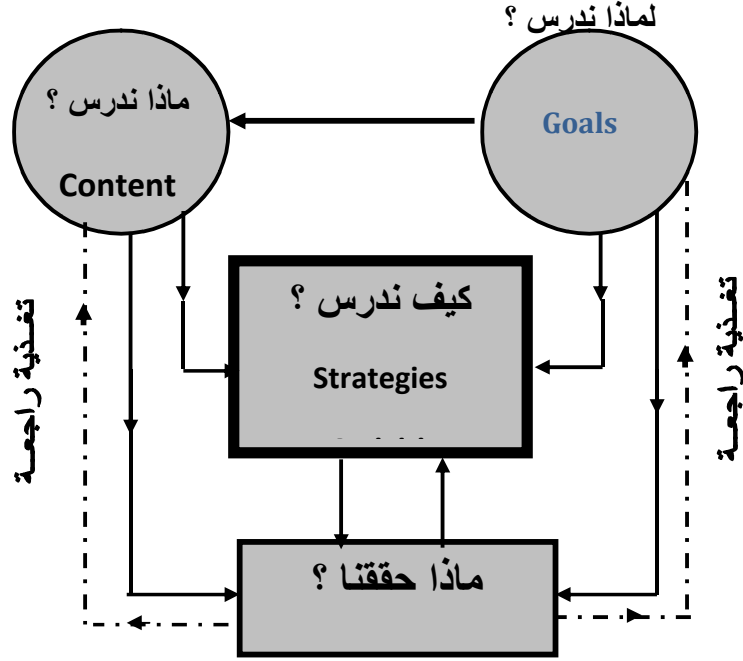 لماذا ندرس ؟
Goals
ماذا ندرس ؟
Content
كيف ندرس ؟
Strategies
ماذا حققنا ؟
تغذية راجعة
تغذية راجعة